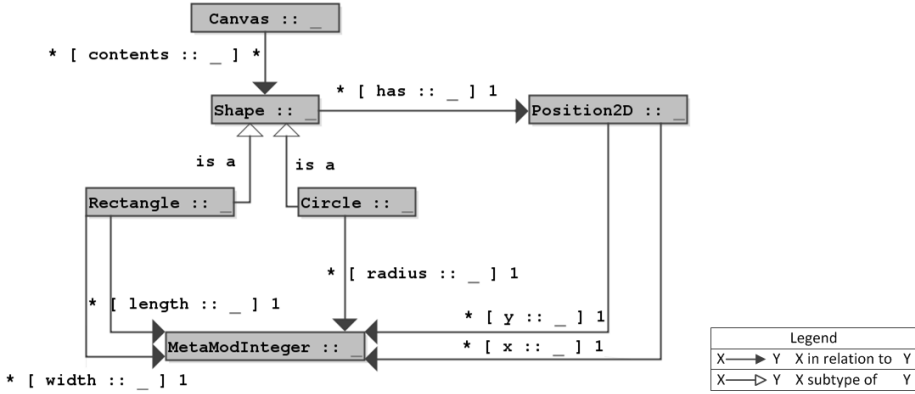 Canvas :: _
* [ contents :: _ ] *
Shape :: _
* [ has :: _ ] 1
Position2D :: _
is a
is a
Rectangle :: _
Circle :: _
* [ radius :: _ ] 1
* [ length :: _ ] 1
* [ y :: _ ] 1
MetaModInteger :: _
* [ x :: _ ] 1
* [ width :: _ ] 1
Legend
X Y X in relation to Y
X Y X subtype of Y